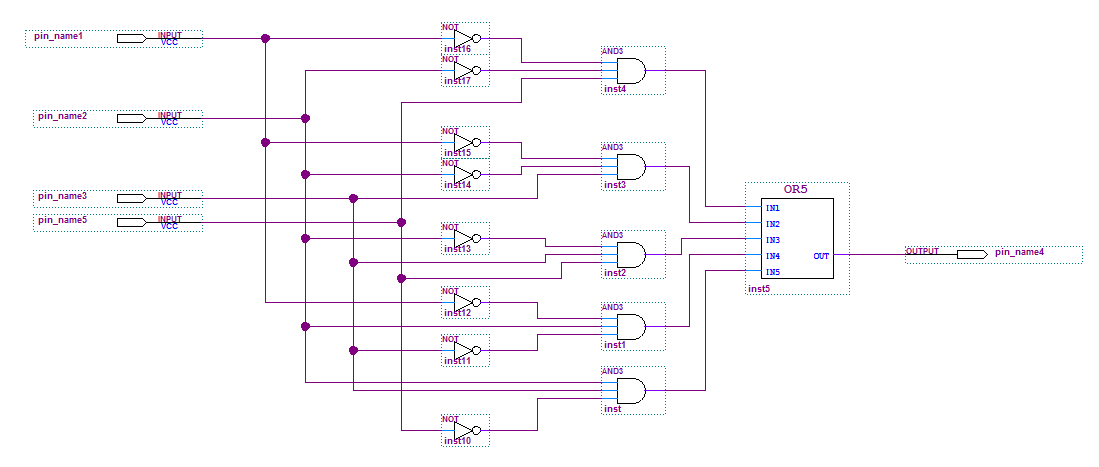 pin_name1
INPUT
VCC
NOT
inst16
AND3
NOT
inst17
inst4
pin_name2
INPUT
VCC
NOT
inst15
AND3
NOT
inst14
inst3
OR5
pin_name3
INPUT
VCC
IN1
pin_name5
INPUT
VCC
IN2
NOT
inst13
AND3
IN3
inst2
IN4
OUT
OUTPUT
pin_name4
IN5
inst5
NOT
inst12
AND3
NOT
inst11
inst1
AND3
inst
NOT
inst10